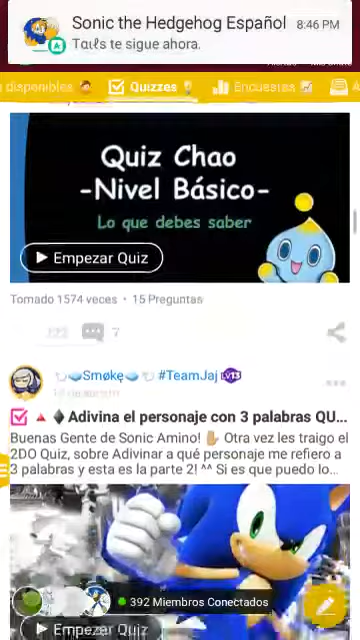 Sonic the Hedgehog Español 8:46 PM
Tαιℓs te sigue ahora.
disponibles Quizzes Encuestas
Quiz Chao
-Nivel Básico-
Lo que debes saber
Empezar Quiz
Tomado 1574 veces • 15 Preguntas
122 7
Smøkę #TeamJaj LV13
Adivina el personaje con 3 palabras QU...
Buenas Gente de Sonic Amino! Otra vez les traigo el
2DO Quiz, sobre Adivinar a qué personaje me refiero a
3 palabras y esta es la parte 2! ^^ Si es que puedo lo...
392 Miembros Conectados
Empezar Quiz